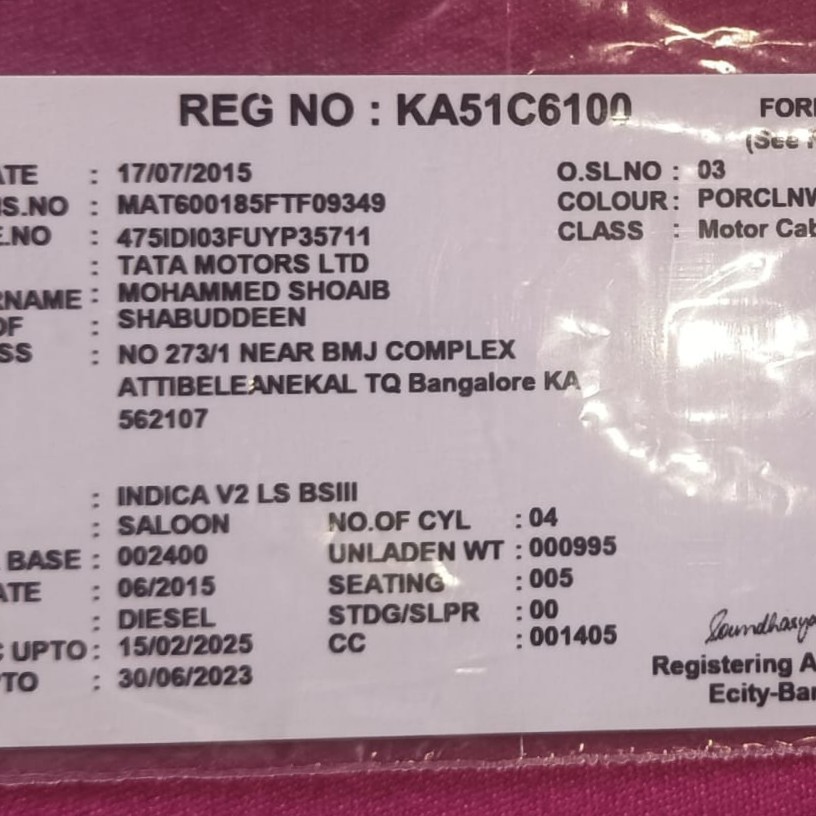 REG NO : KA51C6100 FOR
(See
ATE : 17/07/2015 O.SL.NO : 03
S.NO : MAT600185FTF09349 COLOUR : PORCLNW
E.NO : 475IDI03FUYP35711 CLASS : Motor Cab
: TATA MOTORS LTD
RNAME : MOHAMMED SHOAIB
OF : SHABUDDEEN
SS : NO 273/1 NEAR BMJ COMPLEX
ATTIBELEANEKAL TQ Bangalore KA
562107
: INDICA V2 LS BSIII
: SALOON NO.OF CYL : 04
BASE : 002400 UNLADEN WT : 000995
ATE : 06/2015 SEATING : 005
: DIESEL STDG/SLPR : 00
C UPTO : 15/02/2025 CC : 001405
TO : 30/06/2023
Registering A
Ecity-Ban